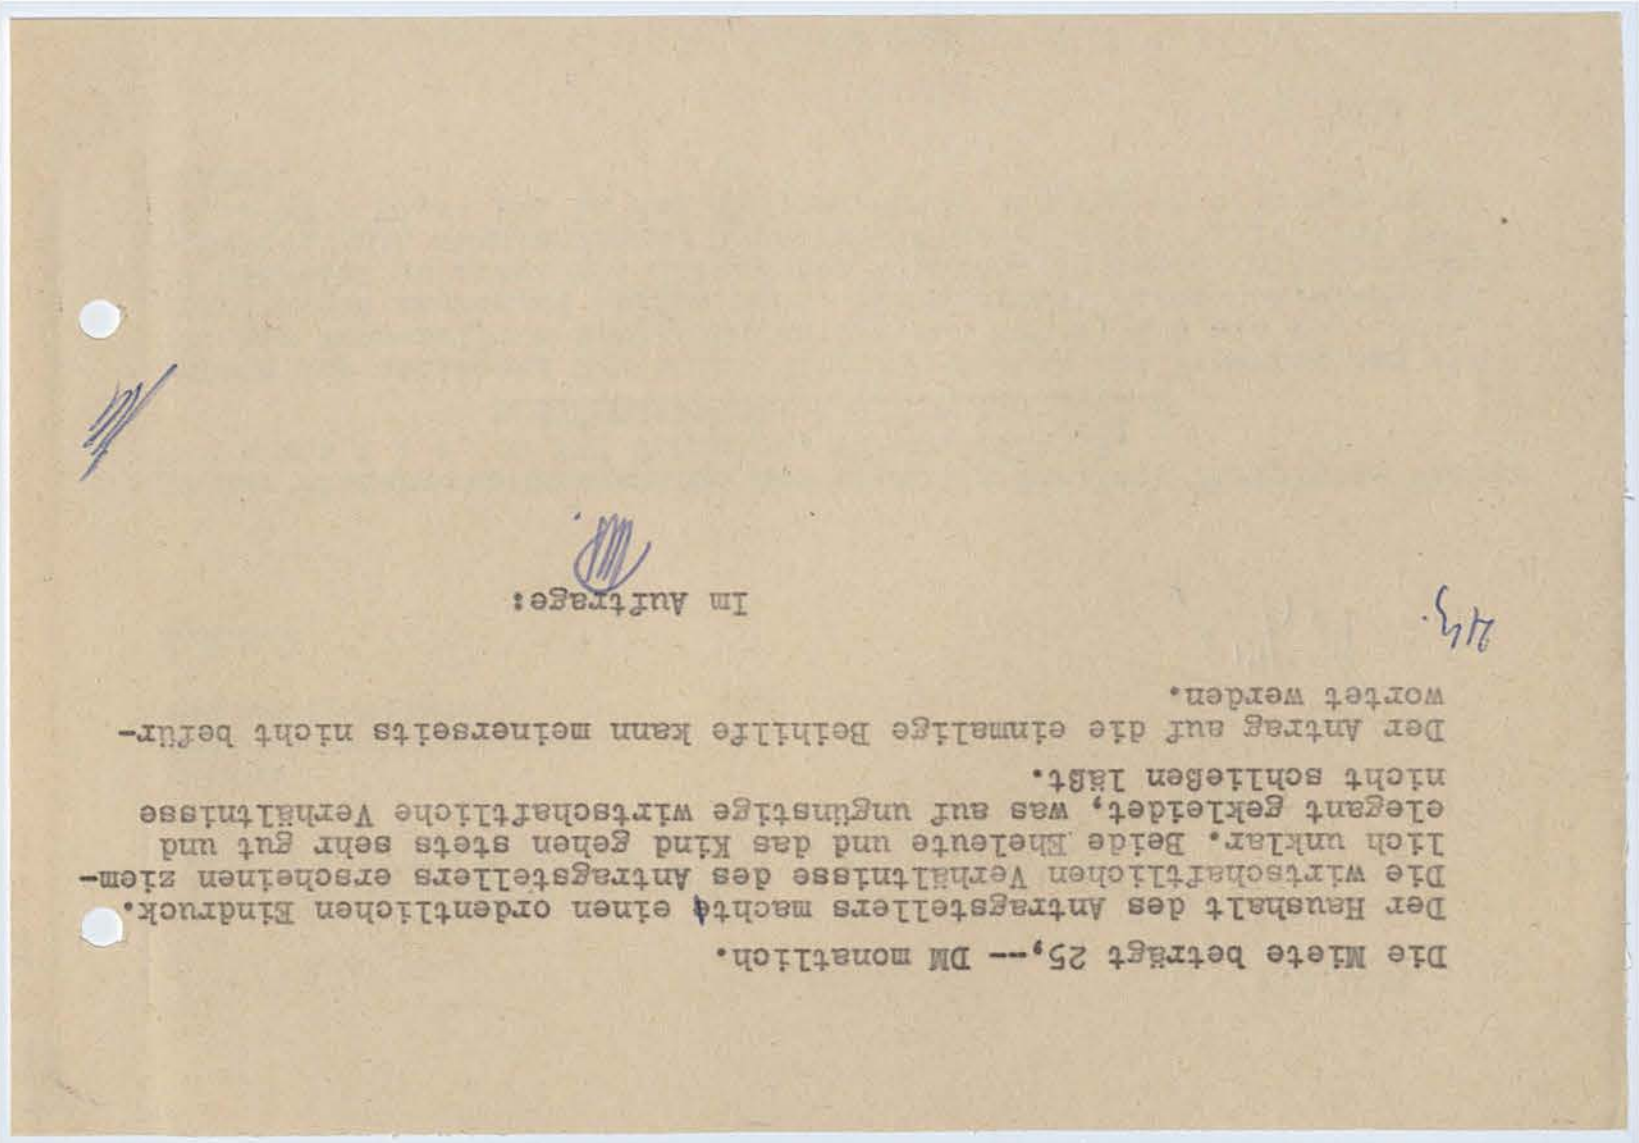 Die Miete beträgt 25,-- DM monatlich.
Der Haushalt des Antragstellers macht einen ordentlichen Eindruck.
Die wirtschaftlichen Verhältnisse des Antragstellers erscheinen ziem-
lich unklar. Beide Eheleute und das Kind gehen stets sehr gut und
elegant gekleidet, was auf ungünstige wirtschaftliche Verhältnisse
nicht schließen läßt.
Der Antrag auf die einmalige Beihilfe kann meinerseits nicht befür-
wortet werden.
Im Auftrage: